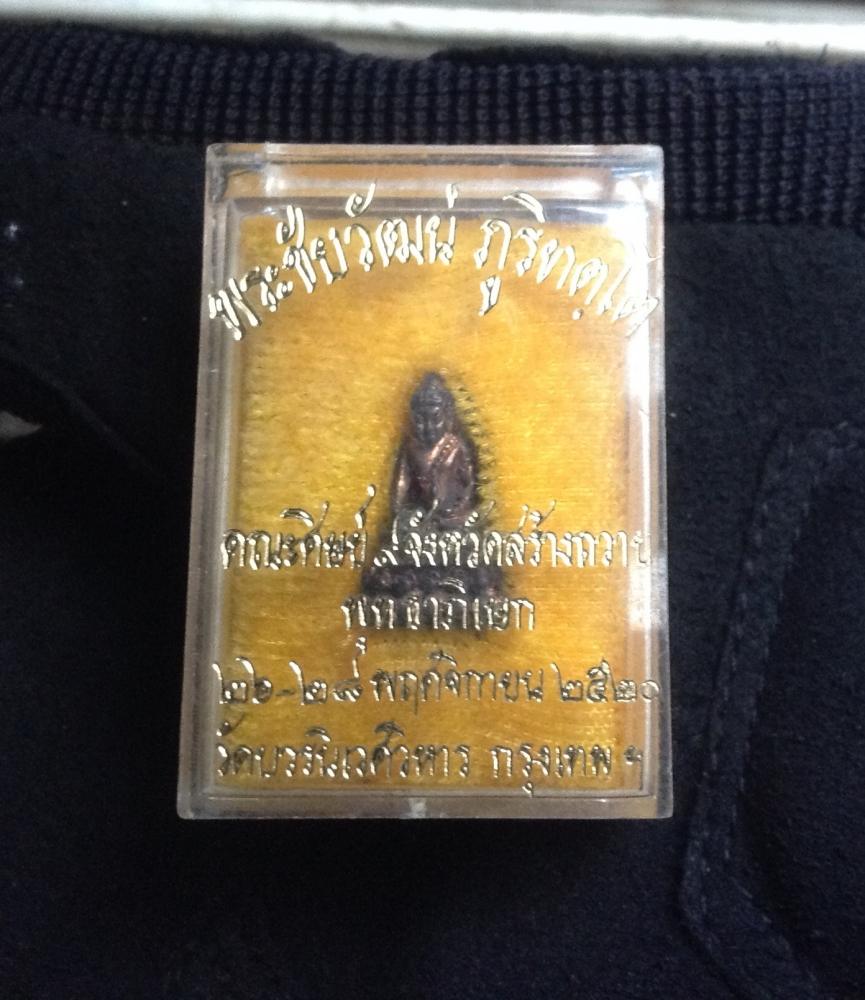 พระชัยวัฒน์ ภูริทตฺโต
คณะศิษย์ ๙ จังหวัดสร้างถวาย
พุทธาภิเษก
๒๖-๒๘ พฤศจิกายน ๒๕๒๐
วัดบวรนิเวศวิหาร กรุงเทพ ฯ